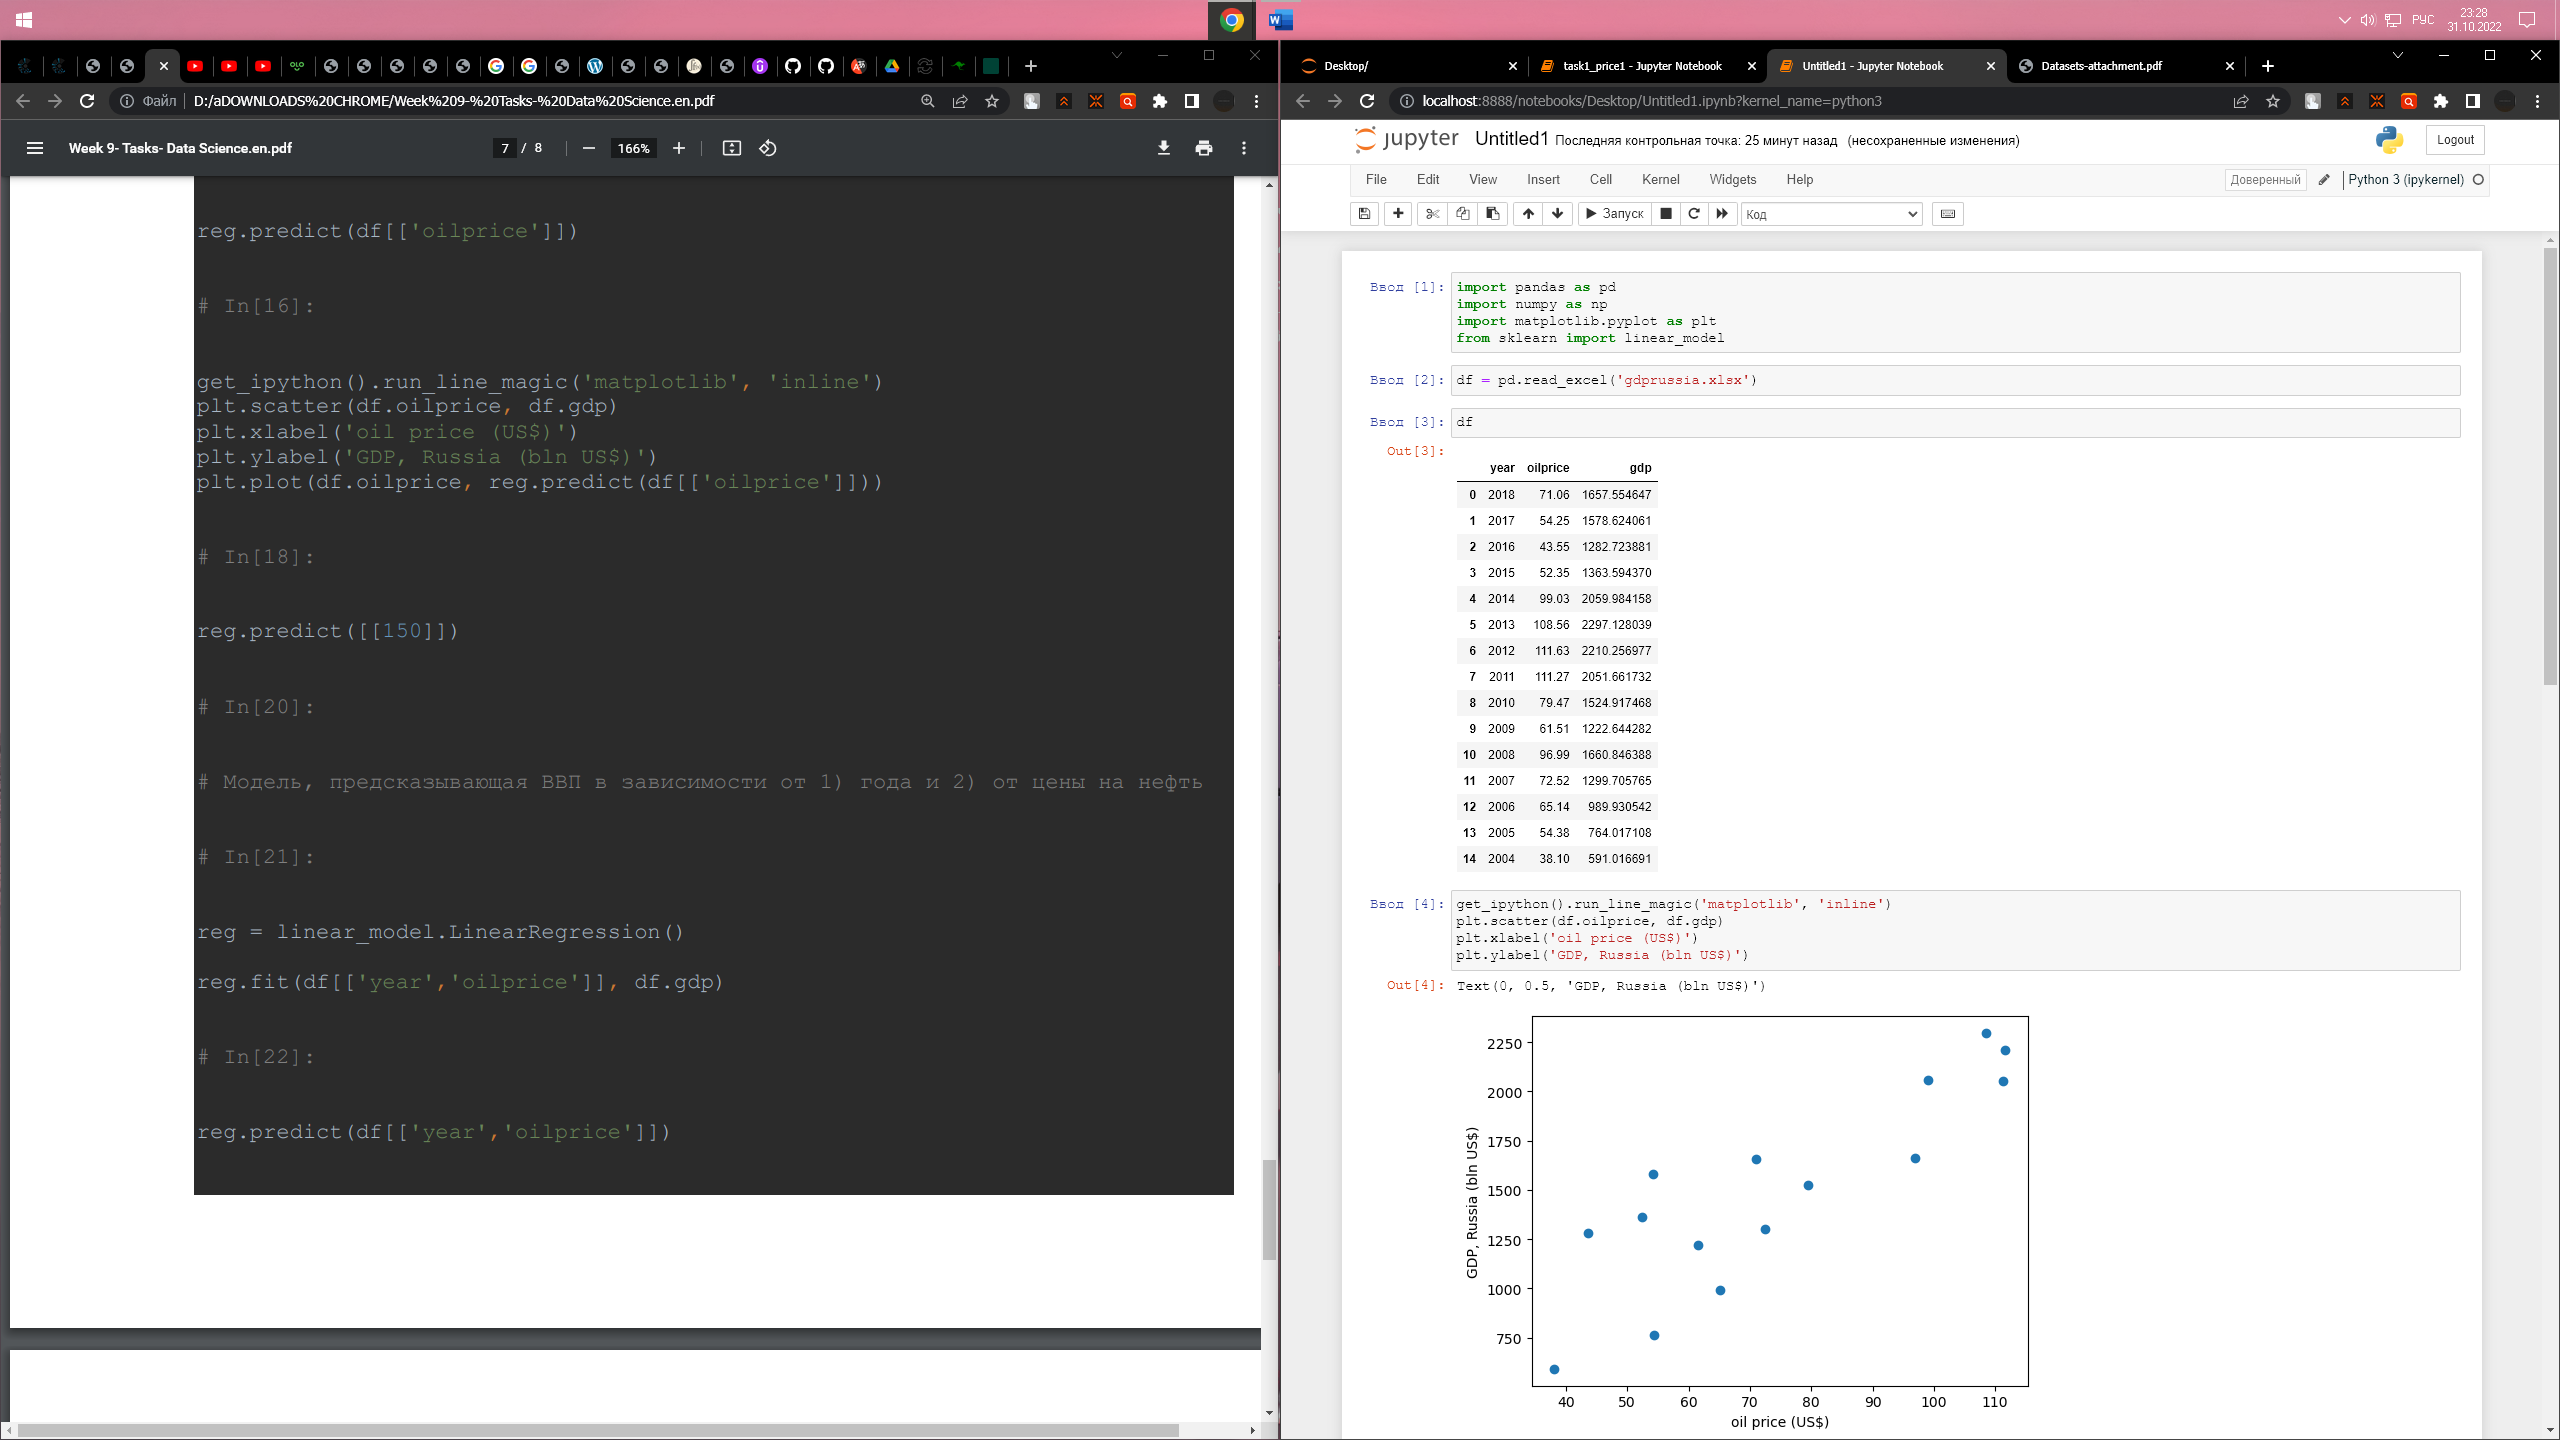 РУС
23:28
31.10.2022
Файл
D:/aDOWNLOADS%20CHROME/Week%209-%20Tasks-%20Data%20Science.en.pdf
Week 9- Tasks- Data Science.en.pdf
7 / 8
166%
reg.predict(df[['oilprice']])
# In[16]:
get_ipython().run_line_magic('matplotlib', 'inline')
plt.scatter(df.oilprice, df.gdp)
plt.xlabel('oil price (US$)')
plt.ylabel('GDP, Russia (bln US$)')
plt.plot(df.oilprice, reg.predict(df[['oilprice']]))
# In[18]:
reg.predict([[150]])
# In[20]:
# Модель, предсказывающая ВВП в зависимости от 1) года и 2) от цены на нефть
# In[21]:
reg = linear_model.LinearRegression()
reg.fit(df[['year','oilprice']], df.gdp)
# In[22]:
reg.predict(df[['year','oilprice']])
Desktop/
task1_price1 - Jupyter Notebook
Untitled1 - Jupyter Notebook
Datasets-attachment.pdf
localhost:8888/notebooks/Desktop/Untitled1.ipynb?kernel_name=python3
jupyter Untitled1 Последняя контрольная точка: 25 минут назад (несохраненные изменения)
Logout
File Edit View Insert Cell Kernel Widgets Help
Доверенный
Python 3 (ipykernel)
Запуск
Код
Ввод [1]: import pandas as pd
import numpy as np
import matplotlib.pyplot as plt
from sklearn import linear_model
Ввод [2]: df = pd.read_excel('gdprussia.xlsx')
Ввод [3]: df
Out[3]:
year oilprice gdp
0 2018 71.06 1657.554647
1 2017 54.25 1578.624061
2 2016 43.55 1282.723881
3 2015 52.35 1363.594370
4 2014 99.03 2059.984158
5 2013 108.56 2297.128039
6 2012 111.63 2210.256977
7 2011 111.27 2051.661732
8 2010 79.47 1524.917468
9 2009 61.51 1222.644282
10 2008 96.99 1660.846388
11 2007 72.52 1299.705765
12 2006 65.14 989.930542
13 2005 54.38 764.017108
14 2004 38.10 591.016691
Ввод [4]: get_ipython().run_line_magic('matplotlib', 'inline')
plt.scatter(df.oilprice, df.gdp)
plt.xlabel('oil price (US$)')
plt.ylabel('GDP, Russia (bln US$)')
Out[4]: Text(0, 0.5, 'GDP, Russia (bln US$)')
GDP, Russia (bln US$)
2250
2000
1750
1500
1250
1000
750
40 50 60 70 80 90 100 110
oil price (US$)